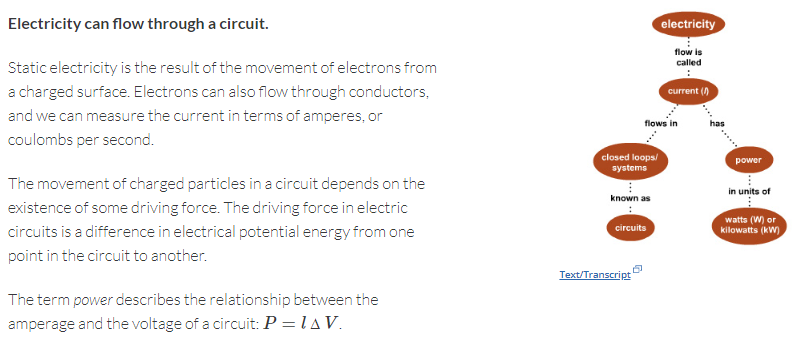 Electricity can flow through a circuit.
Static electricity is the result of the movement of electrons from
a charged surface. Electrons can also flow through conductors,
and we can measure the current in terms of amperes, or
coulombs per second.
The movement of charged particles in a circuit depends on the
existence of some driving force. The driving force in electric
circuits is a difference in electrical potential energy from one
point in the circuit to another.
The term power describes the relationship between the
amperage and the voltage of a circuit: P = l Δ V.
electricity
flow is
called
current (I)
flows in
has
closed loops/
systems
power
known as
in units of
circuits
watts (W) or
kilowatts (kW)
Text/Transcript